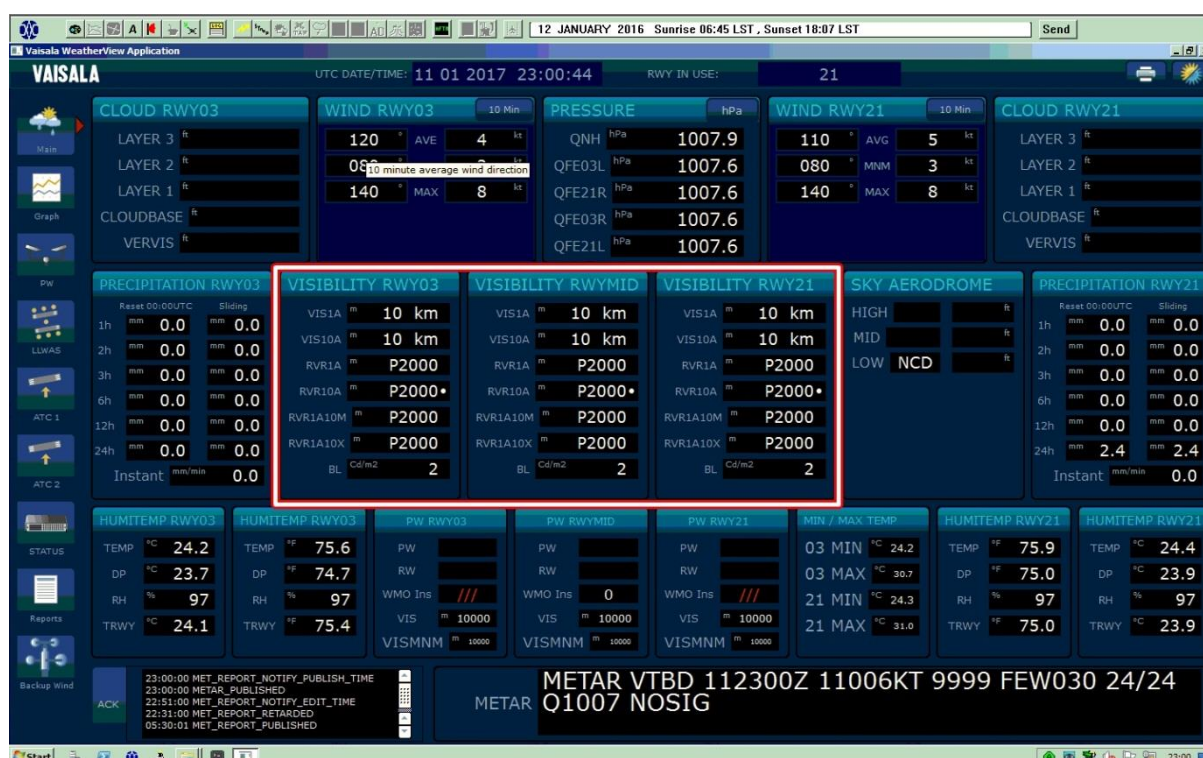 12 JANUARY 2016 Sunrise 06:45 LST , Sunset 18:07 LST
Send
Vaisala WeatherView Application
VAISALA
UTC DATE/TIME: 11 01 2017 23:00:44
RWY IN USE: 21
Main
Graph
PW
LLWAS
ATC 1
ATC 2
STATUS
Reports
Backup Wind
CLOUD RWY03
LAYER 3 ft
LAYER 2 ft
LAYER 1 ft
CLOUDBASE ft
VERVIS ft
WIND RWY03 10 Min
120 ° AVE 4 kt
10 minute average wind direction
140 ° MAX 8 kt
PRESSURE hPa
QNH hPa 1007.9
QFE03L hPa 1007.6
QFE21R hPa 1007.6
QFE03R hPa 1007.6
QFE21L hPa 1007.6
WIND RWY21 10 Min
110 ° AVG 5 kt
080 ° MNM 3 kt
140 ° MAX 8 kt
CLOUD RWY21
LAYER 3 ft
LAYER 2 ft
LAYER 1 ft
CLOUDBASE ft
VERVIS ft
PRECIPITATION RWY03
Reset 00:00UTC Sliding
1h mm 0.0 mm 0.0
2h mm 0.0 mm 0.0
3h mm 0.0 mm 0.0
6h mm 0.0 mm 0.0
12h mm 0.0 mm 0.0
24h mm 0.0 mm 0.0
Instant mm/min 0.0
VISIBILITY RWY03
VIS1A m 10 km
VIS10A m 10 km
RVR1A m P2000
RVR10A m P2000•
RVR1A10M m P2000
RVR1A10X m P2000
BL Cd/m2 2
VISIBILITY RWYMID
VIS1A m 10 km
VIS10A m 10 km
RVR1A m P2000
RVR10A m P2000•
RVR1A10M m P2000
RVR1A10X m P2000
BL Cd/m2 2
VISIBILITY RWY21
VIS1A m 10 km
VIS10A m 10 km
RVR1A m P2000
RVR10A m P2000•
RVR1A10M m P2000
RVR1A10X m P2000
BL Cd/m2 2
SKY AERODROME
HIGH ft
MID
LOW NCD ft
PRECIPITATION RWY21
Reset 00:00UTC Sliding
1h mm 0.0 mm 0.0
2h mm 0.0 mm 0.0
3h mm 0.0 mm 0.0
6h mm 0.0 mm 0.0
12h mm 0.0 mm 0.0
24h mm 2.4 mm 2.4
Instant mm/min 0.0
HUMITEMP RWY03
TEMP °C 24.2
DP °C 23.7
RH % 97
TRWY °C 24.1
HUMITEMP RWY03
TEMP °F 75.6
DP °F 74.7
RH % 97
TRWY °F 75.4
PW RWY03
PW
RW
WMO Ins ///
VIS m 10000
VISMNM m 10000
PW RWYMID
PW
RW
WMO Ins 0
VIS m 10000
VISMNM m 10000
PW RWY21
PW
RW
WMO Ins ///
VIS m 10000
VISMNM m 10000
MIN / MAX TEMP
03 MIN °C 24.2
03 MAX °C 30.7
21 MIN °C 24.3
21 MAX °C 31.0
HUMITEMP RWY21
TEMP °F 75.9
DP °F 75.0
RH % 97
TRWY °F 75.0
HUMITEMP RWY21
TEMP °C 24.4
DP °C 23.9
RH % 97
TRWY °C 23.9
ACK
23:00:00 MET_REPORT_NOTIFY_PUBLISH_TIME
23:00:00 METAR_PUBLISHED
22:51:00 MET_REPORT_NOTIFY_EDIT_TIME
22:31:00 MET_REPORT_RETARDED
05:30:01 MET_REPORT_PUBLISHED
METAR
METAR VTBD 112300Z 11006KT 9999 FEW030 24/24
Q1007 NOSIG
Start
23:00